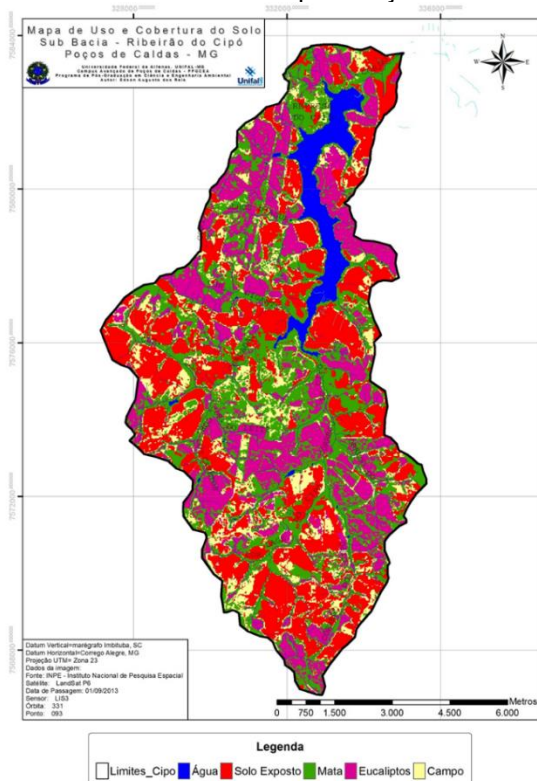 Mapa de Uso e Cobertura do Solo
Sub Bacia - Ribeirão do Cipó
Poços de Caldas - MG
Universidade Federal de Alfenas, UNIFAL-MG
Campus Avançado de Poços de Caldas - PPGCEA
Programa de Pós-Graduação em Ciência e Engenharia Ambiental
Autor: Edson Augusto dos Reis
Unifal
N
W
E
S
Datum Vertical=marégrafo Imbituba, SC
Datum Horizontal=Corrego Alegre, MG
Projeção UTM= Zona 23
Dados da imagem:
Fonte: INPE - Instituto Nacional de Pesquisa Espacial
Satélite: LandSat P6
Data de Passagem: 01/09/2013
Sensor: LIS3
Órbita: 331
Ponto: 093
Metros
0 750 1.500 3.000 4.500 6.000
Legenda
Limites_Cipo Água Solo Exposto Mata Eucaliptos Campo